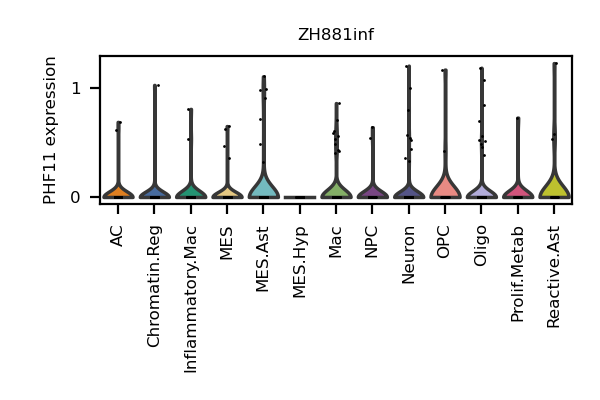 ZH881inf
PHF11 expression
1
0
AC
Chromatin.Reg
Inflammatory.Mac
MES
MES.Ast
MES.Hyp
Mac
NPC
Neuron
OPC
Oligo
Prolif.Metab
Reactive.Ast